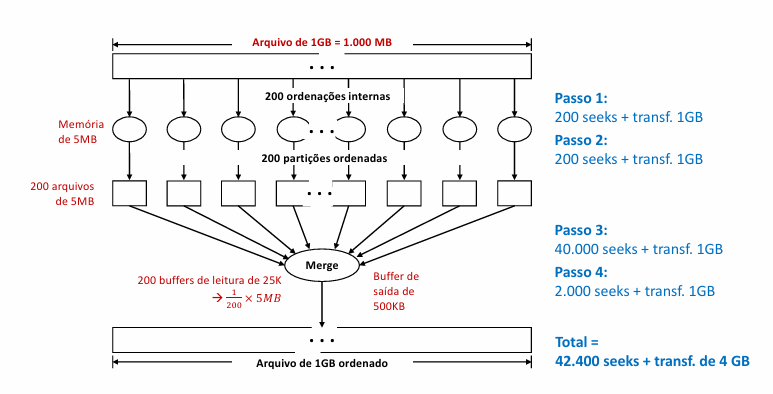 Arquivo de 1GB = 1.000 MB
...
200 ordenações internas
Memória
de 5MB
...
200 partições ordenadas
200 arquivos
de 5MB
...
Merge
200 buffers de leitura de 25K
→ 1/200 × 5MB
Buffer de
saída de
500KB
...
Arquivo de 1GB ordenado
Passo 1:
200 seeks + transf. 1GB
Passo 2:
200 seeks + transf. 1GB
Passo 3:
40.000 seeks + transf. 1GB
Passo 4:
2.000 seeks + transf. 1GB
Total =
42.400 seeks + transf. de 4 GB